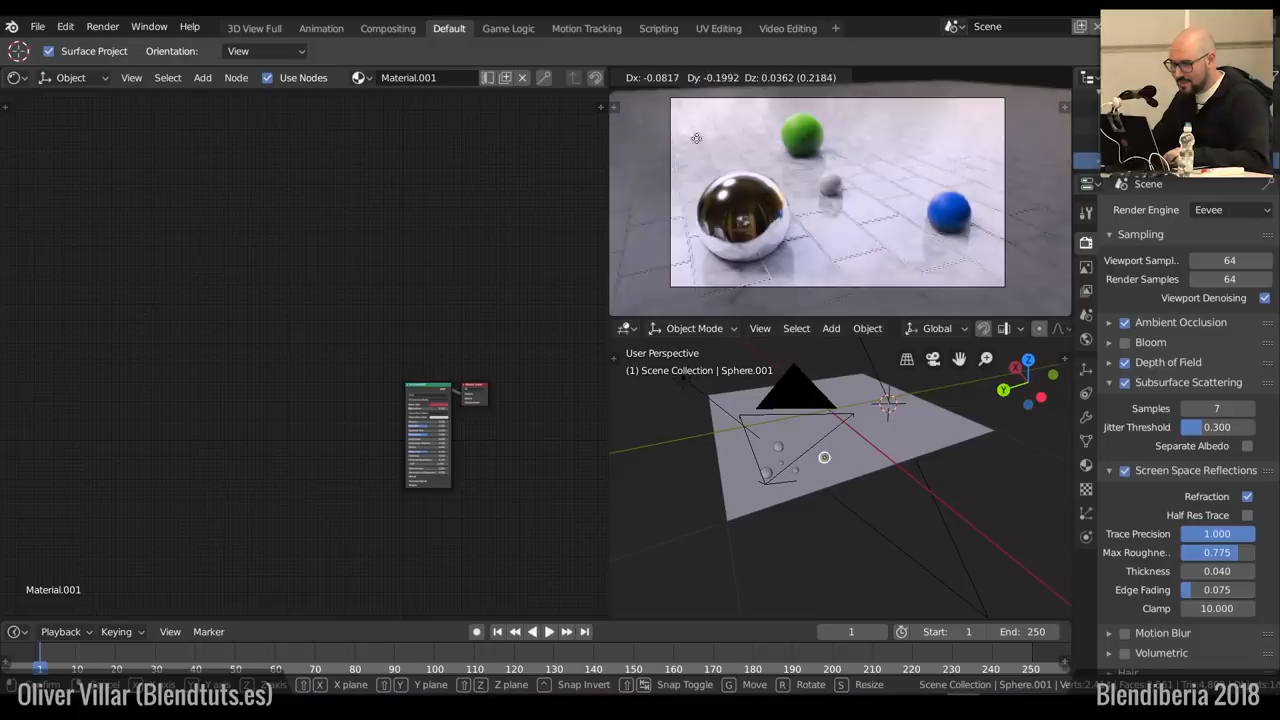 File Edit Render Window Help 3D View Full Animation Compositing Default Game Logic Motion Tracking Scripting UV Editing Video Editing + Scene
Surface Project Orientation: View
Object View Select Add Node Use Nodes Material.001
Dx: -0.0817 Dy: -0.1992 Dz: 0.0362 (0.2184)
Scene
Render Engine Eevee
Sampling
Viewport Sampl.. 64
Render Samples 64
Viewport Denoising
Ambient Occlusion
Bloom
Depth of Field
Subsurface Scattering
Samples 7
Jitter Threshold 0.300
Separate Albedo
Screen Space Reflections
Refraction
Half Res Trace
Trace Precision 1.000
Max Roughne.. 0.775
Thickness 0.040
Edge Fading 0.075
Clamp 10.000
Motion Blur
Volumetric
Hair
Object Mode View Select Add Object Global
User Perspective
(1) Scene Collection | Sphere.001
Z
X
Y
Material.001
Playback Keying View Marker 1 Start: 1 End: 250
1 10 20 30 40 50 60 70 80 90 100 110 120 130 140 150 160 170 180 190 200 210 220 230 240 250
X X plane Y Y plane Z Z plane Snap Invert Snap Toggle G Move R Rotate S Resize Scene Collection | Sphere.001
Oliver Villar (Blendtuts.es)
Blendiberia 2018